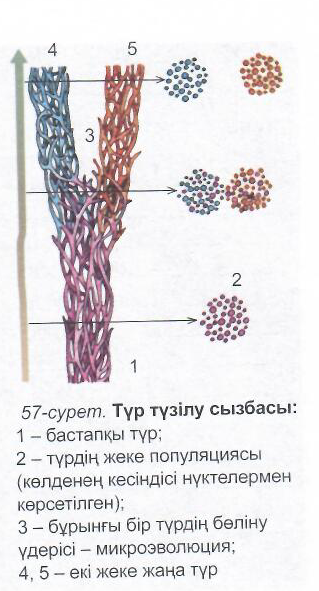 4 5
3
2
1
57-сурет. Түр түзілу сызбасы:
1 – бастапқы түр;
2 – түрдің жеке популяциясы
(көлденең кесіндісі нүктелермен
көрсетілген);
3 – бұрынғы бір түрдің бөліну
үдерісі – микроэволюция;
4, 5 – екі жеке жаңа түр